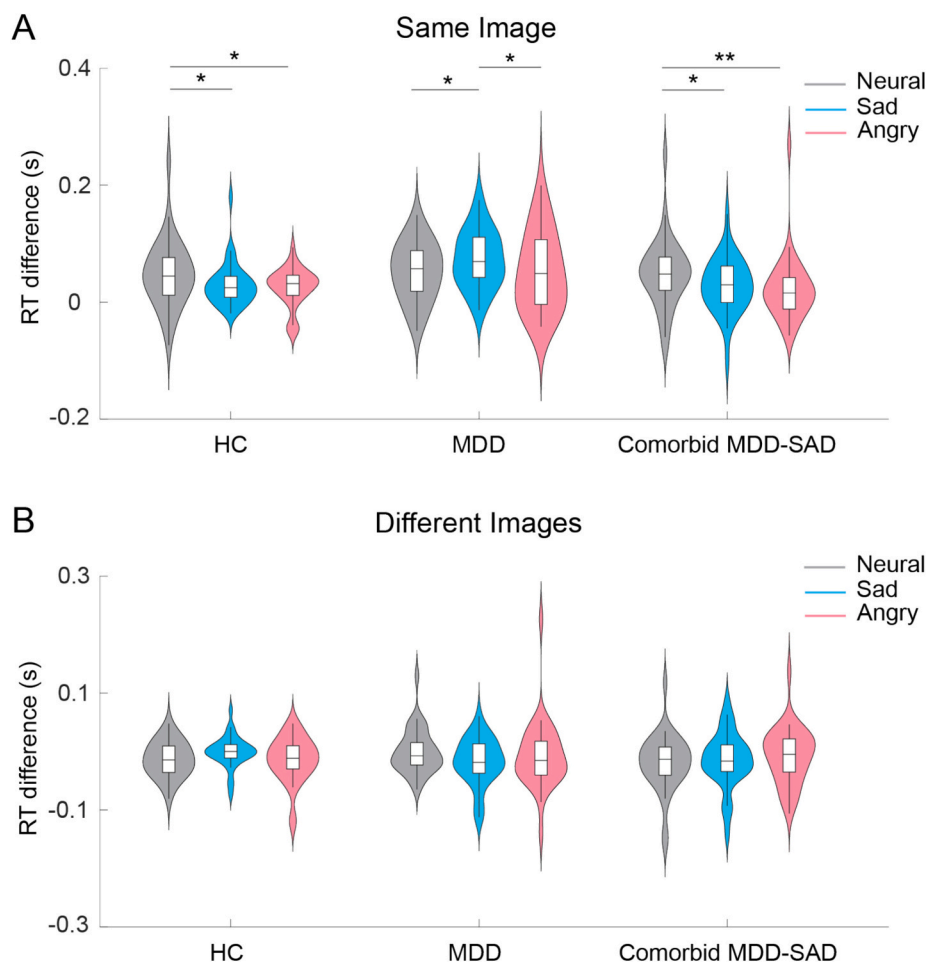 A
Same Image
0.4
0.2
0
-0.2
RT difference (s)
*
*
*
*
**
*
Neural
Sad
Angry
HC
MDD
Comorbid MDD-SAD
B
Different Images
0.3
0.1
-0.1
-0.3
RT difference (s)
Neural
Sad
Angry
HC
MDD
Comorbid MDD-SAD